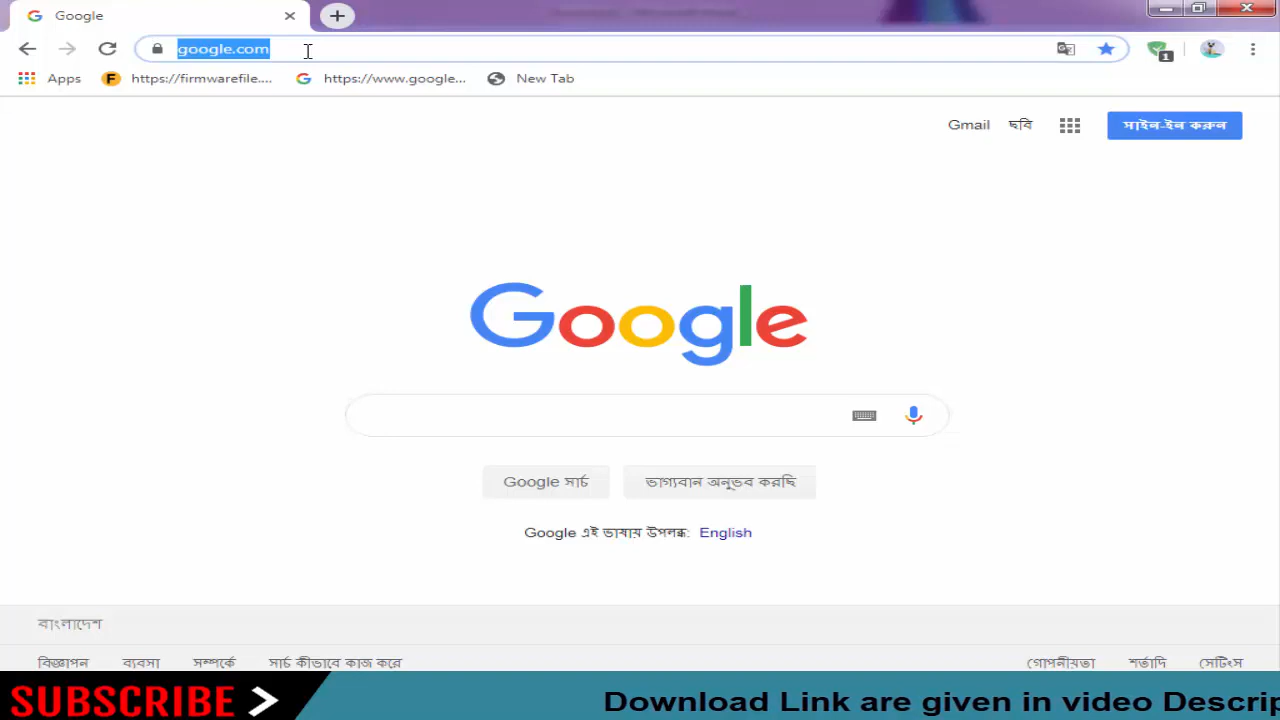 Google
google.com
Apps https://firmwarefile.... https://www.google... New Tab
Gmail ছবি সাইন-ইন করুন
Google
Google সার্চ ভাগ্যবান অনুভব করছি
Google এই ভাষায় উপলব্ধ: English
বাংলাদেশ
বিজ্ঞাপন ব্যবসা সম্পর্কে সার্চ কীভাবে কাজ করে গোপনীয়তা শর্তাদি সেটিংস
SUBSCRIBE Download Link are given in video Descrip